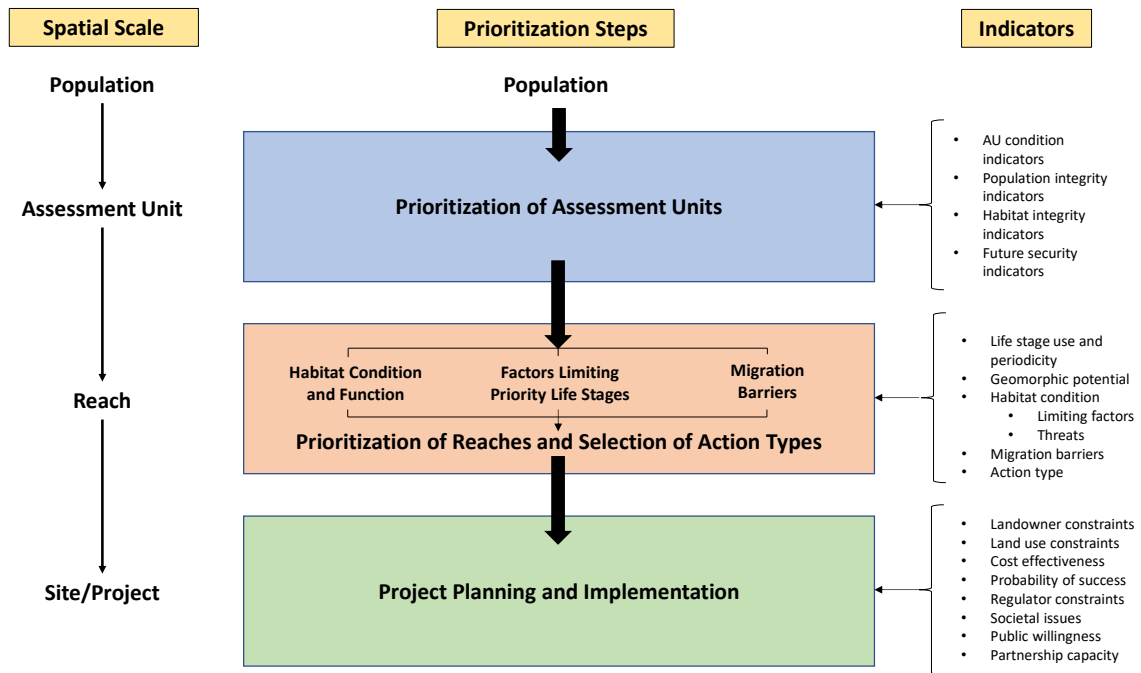 Spatial Scale
Prioritization Steps
Indicators
Population
Assessment Unit
Reach
Site/Project
Population
Prioritization of Assessment Units
Habitat Condition
and Function
Factors Limiting
Priority Life Stages
Migration
Barriers
Prioritization of Reaches and Selection of Action Types
Project Planning and Implementation
• AU condition
indicators
• Population integrity
indicators
• Habitat integrity
indicators
• Future security
indicators
• Life stage use and
periodicity
• Geomorphic potential
• Habitat condition
• Limiting factors
• Threats
• Migration barriers
• Action type
• Landowner constraints
• Land use constraints
• Cost effectiveness
• Probability of success
• Regulator constraints
• Societal issues
• Public willingness
• Partnership capacity